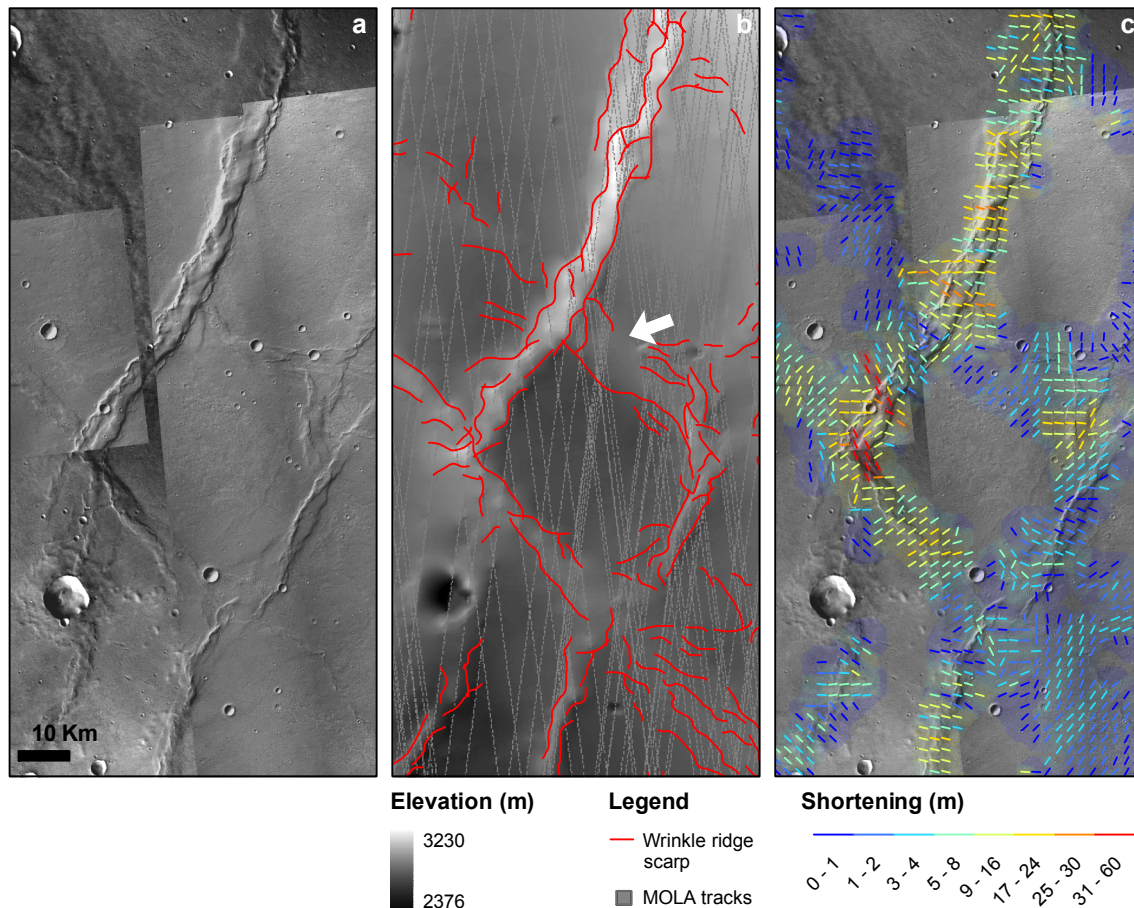 a
b
c
10 Km
Elevation (m)
3230
2376
Legend
Wrinkle ridge
scarp
MOLA tracks
Shortening (m)
0 - 1
1 - 2
3 - 4
5 - 8
9 - 16
17 - 24
25 - 30
31 - 60